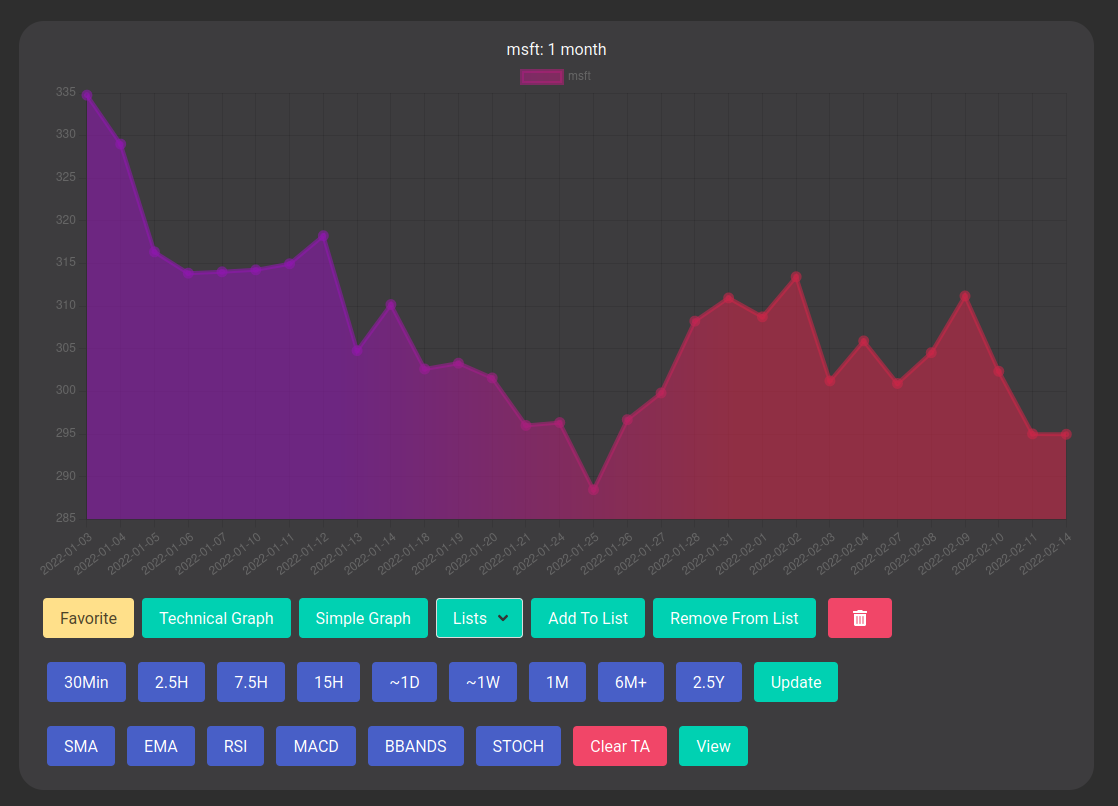 msft: 1 month
msft
335
330
325
320
315
310
305
300
295
290
285
2022-01-03 2022-01-04 2022-01-05 2022-01-06 2022-01-07 2022-01-10 2022-01-11 2022-01-12 2022-01-13 2022-01-14 2022-01-18 2022-01-19 2022-01-20 2022-01-21 2022-01-24 2022-01-25 2022-01-26 2022-01-27 2022-01-28 2022-01-31 2022-02-01 2022-02-02 2022-02-03 2022-02-04 2022-02-07 2022-02-08 2022-02-09 2022-02-10 2022-02-11 2022-02-14
Favorite Technical Graph Simple Graph Lists Add To List Remove From List
30Min 2.5H 7.5H 15H ~1D ~1W 1M 6M+ 2.5Y Update
SMA EMA RSI MACD BBANDS STOCH Clear TA View